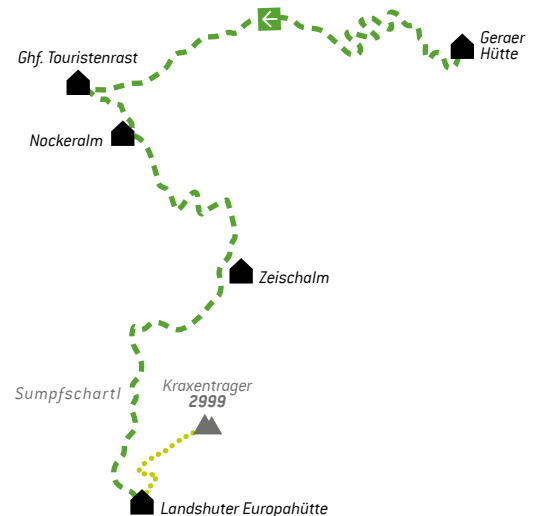 Geraer
Hütte
Ghf. Touristenrast
Nockeralm
Zeischalm
Sumpfschartl
Kraxentrager
2999
Landshuter Europahütte